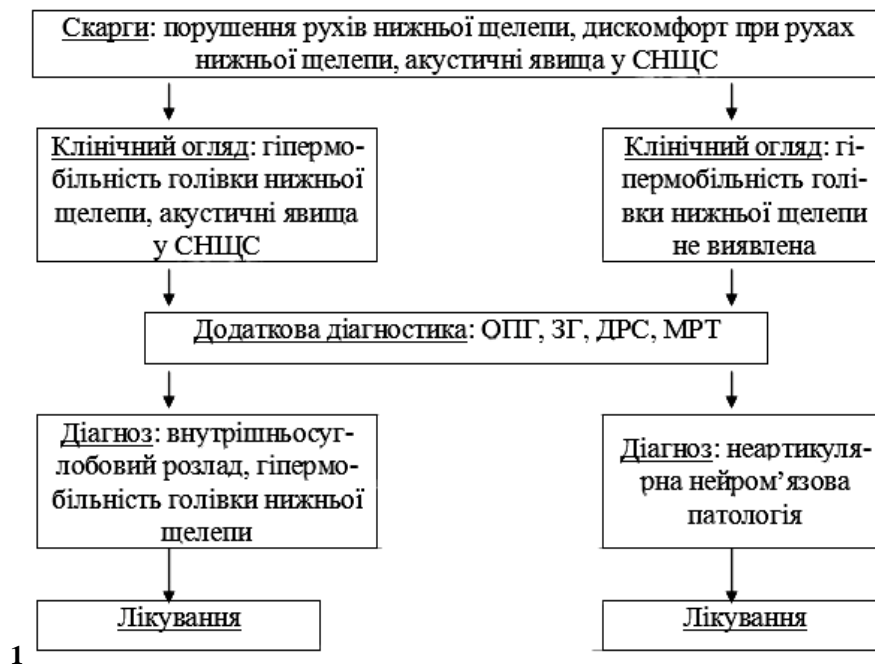 Скарги: порушення рухів нижньої щелепи, дискомфорт при рухах
нижньої щелепи, акустичні явища у СНЩС
Клінічний огляд: гіпермо-
більність голівки нижньої
щелепи, акустичні явища
у СНЩС
Клінічний огляд: гі-
пермобільність голі-
вки нижньої щелепи
не виявлена
Додаткова діагностика: ОПГ, ЗГ, ДРС, МРТ
Діагноз: внутрішньосуг-
лобовий розлад, гіпермо-
більність голівки нижньої
щелепи
Діагноз: неартикуля-
рна нейром’язова
патологія
Лікування
Лікування
1